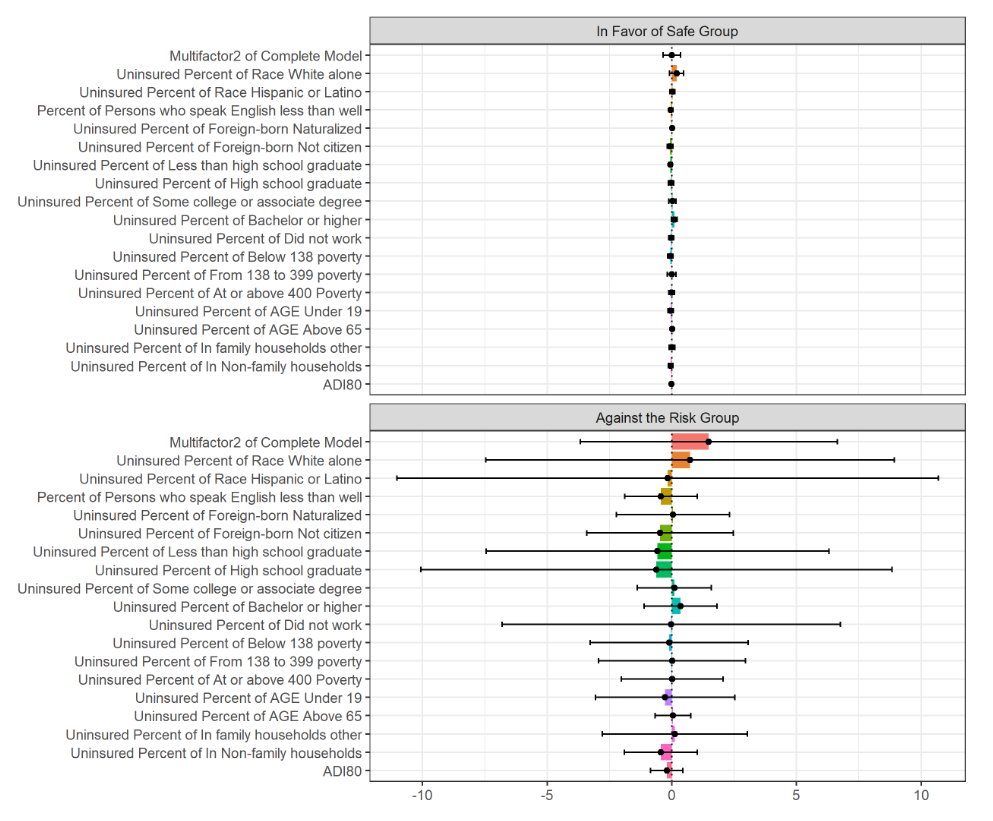 In Favor of Safe Group
Multifactor2 of Complete Model
Uninsured Percent of Race White alone
Uninsured Percent of Race Hispanic or Latino
Percent of Persons who speak English less than well
Uninsured Percent of Foreign-born Naturalized
Uninsured Percent of Foreign-born Not citizen
Uninsured Percent of Less than high school graduate
Uninsured Percent of High school graduate
Uninsured Percent of Some college or associate degree
Uninsured Percent of Bachelor or higher
Uninsured Percent of Did not work
Uninsured Percent of Below 138 poverty
Uninsured Percent of From 138 to 399 poverty
Uninsured Percent of At or above 400 Poverty
Uninsured Percent of AGE Under 19
Uninsured Percent of AGE Above 65
Uninsured Percent of In family households other
Uninsured Percent of In Non-family households
ADI80
Against the Risk Group
Multifactor2 of Complete Model
Uninsured Percent of Race White alone
Uninsured Percent of Race Hispanic or Latino
Percent of Persons who speak English less than well
Uninsured Percent of Foreign-born Naturalized
Uninsured Percent of Foreign-born Not citizen
Uninsured Percent of Less than high school graduate
Uninsured Percent of High school graduate
Uninsured Percent of Some college or associate degree
Uninsured Percent of Bachelor or higher
Uninsured Percent of Did not work
Uninsured Percent of Below 138 poverty
Uninsured Percent of From 138 to 399 poverty
Uninsured Percent of At or above 400 Poverty
Uninsured Percent of AGE Under 19
Uninsured Percent of AGE Above 65
Uninsured Percent of In family households other
Uninsured Percent of In Non-family households
ADI80
-10 -5 0 5 10